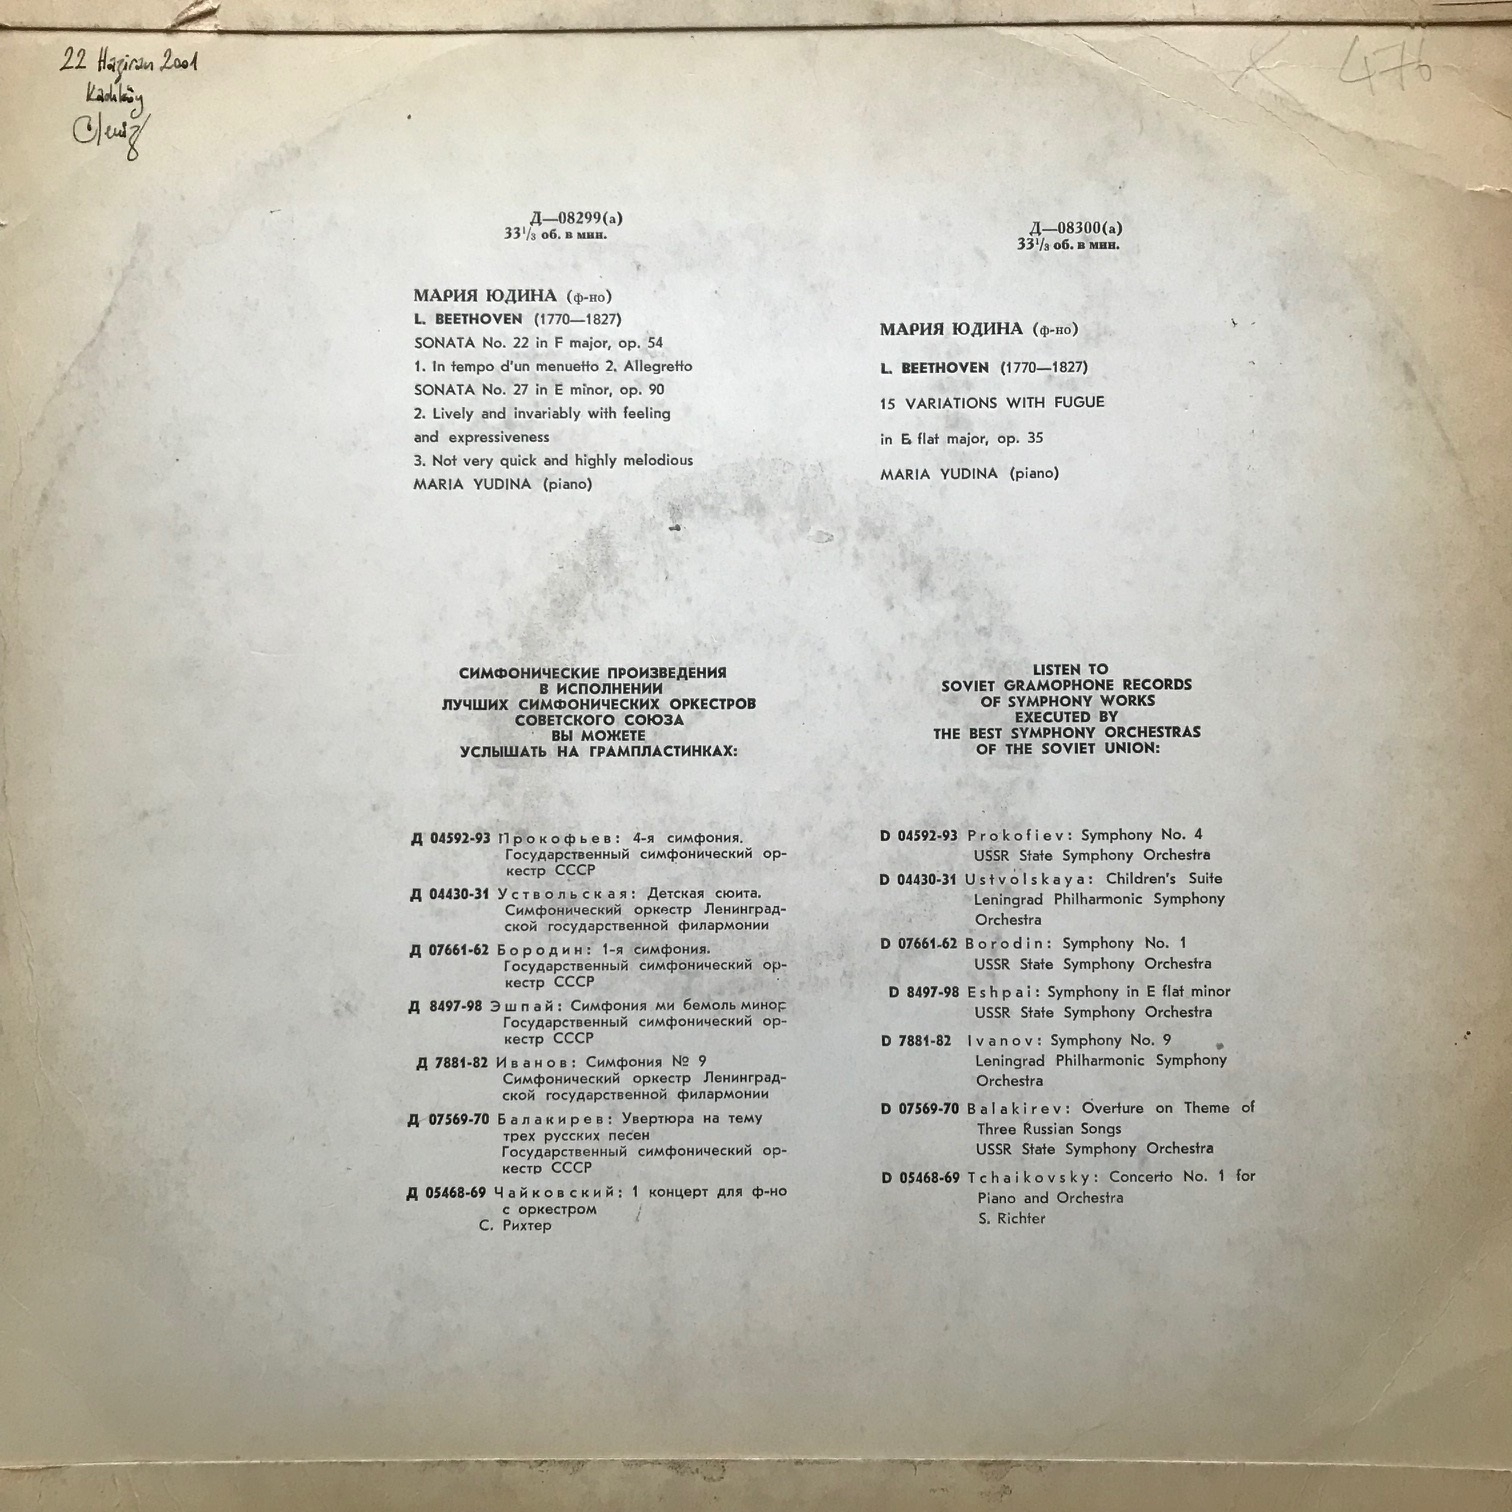 22 Haziran 2001
Kadıköy
476
Д—08299(а)
33¹/₃ об. в мин.
МАРИЯ ЮДИНА (ф-но)
L. BEETHOVEN (1770—1827)
SONATA No. 22 in F major, op. 54
1. In tempo d'un menuetto 2. Allegretto
SONATA No. 27 in E minor, op. 90
2. Lively and invariably with feeling
and expressiveness
3. Not very quick and highly melodious
MARIA YUDINA (piano)
Д—08300(а)
33¹/₃ об. в мин.
МАРИЯ ЮДИНА (ф-но)
L. BEETHOVEN (1770—1827)
15 VARIATIONS WITH FUGUE
in E flat major, op. 35
MARIA YUDINA (piano)
СИМФОНИЧЕСКИЕ ПРОИЗВЕДЕНИЯ
В ИСПОЛНЕНИИ
ЛУЧШИХ СИМФОНИЧЕСКИХ ОРКЕСТРОВ
СОВЕТСКОГО СОЮЗА
ВЫ МОЖЕТЕ
УСЛЫШАТЬ НА ГРАМПЛАСТИНКАХ:
Д 04592-93 Прокофьев: 4-я симфония.
Государственный симфонический ор-
кестр СССР
Д 04430-31 Уствольская: Детская сюита.
Симфонический оркестр Ленинград-
ской государственной филармонии
Д 07661-62 Бородин: 1-я симфония.
Государственный симфонический ор-
кестр СССР
Д 8497-98 Эшпай: Симфония ми бемоль минор
Государственный симфонический ор-
кестр СССР
Д 7881-82 Иванов: Симфония № 9
Симфонический оркестр Ленинград-
ской государственной филармонии
Д 07569-70 Балакирев: Увертюра на тему
трех русских песен
Государственный симфонический ор-
кестр СССР
Д 05468-69 Чайковский: 1 концерт для ф-но
с оркестром
С. Рихтер
LISTEN TO
SOVIET GRAMOPHONE RECORDS
OF SYMPHONY WORKS
EXECUTED BY
THE BEST SYMPHONY ORCHESTRAS
OF THE SOVIET UNION:
D 04592-93 Prokofiev: Symphony No. 4
USSR State Symphony Orchestra
D 04430-31 Ustvolskaya: Children's Suite
Leningrad Philharmonic Symphony
Orchestra
D 07661-62 Borodin: Symphony No. 1
USSR State Symphony Orchestra
D 8497-98 Eshpai: Symphony in E flat minor
USSR State Symphony Orchestra
D 7881-82 Ivanov: Symphony No. 9
Leningrad Philharmonic Symphony
Orchestra
D 07569-70 Balakirev: Overture on Theme of
Three Russian Songs
USSR State Symphony Orchestra
D 05468-69 Tchaikovsky: Concerto No. 1 for
Piano and Orchestra
S. Richter